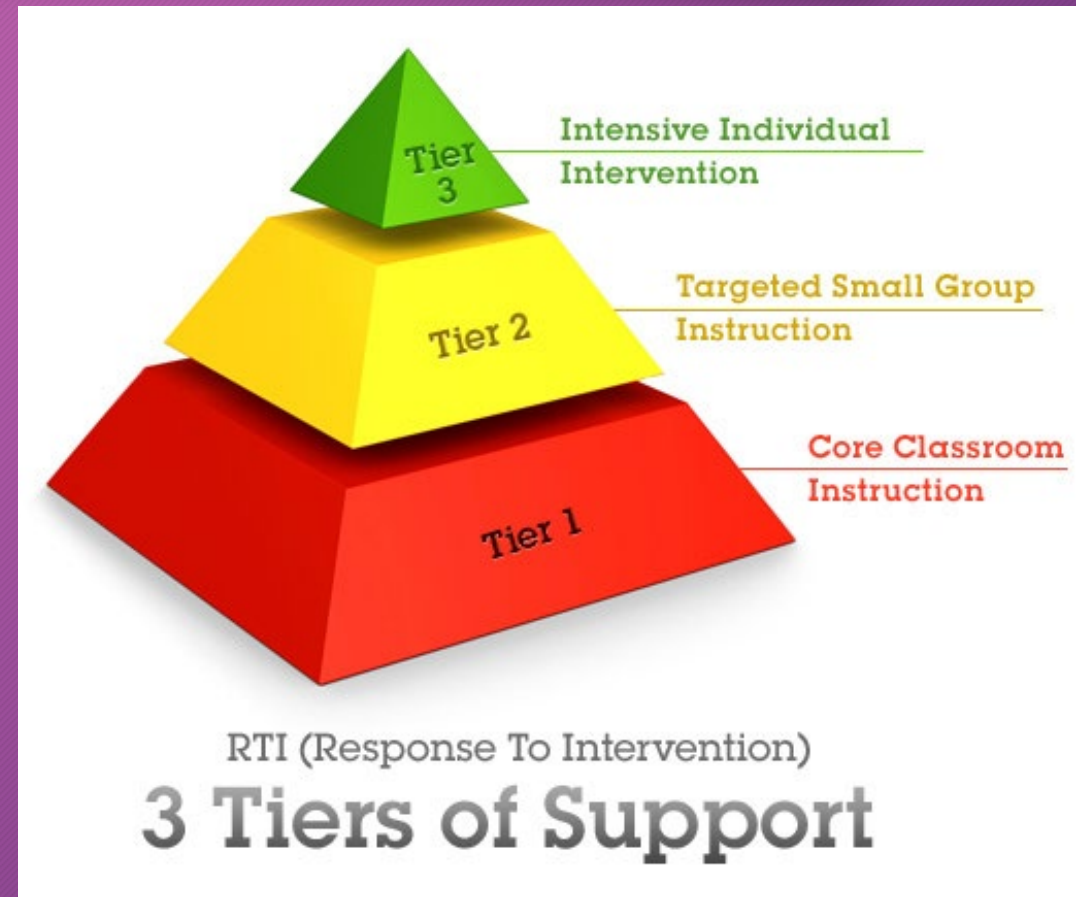 Tier
3
Intensive Individual
Intervention
Tier 2
Targeted Small Group
Instruction
Tier 1
Core Classroom
Instruction
RTI (Response To Intervention)
3 Tiers of Support